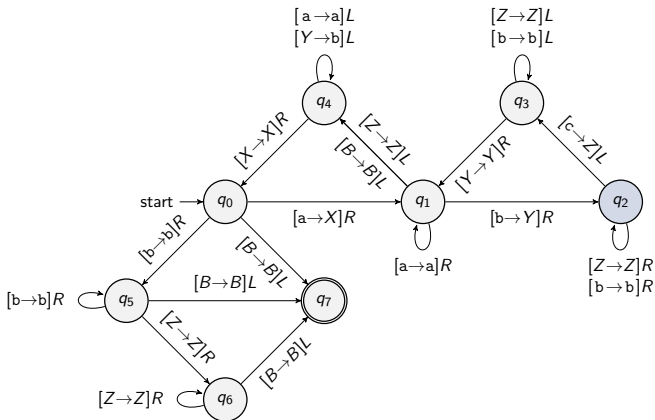 [a→a]L
[Y→b]L
[Z→Z]L
[b→b]L
q4
q3
[X→X]R
[Z→Z]L
[B→B]L
[Y→Y]R
[c→Z]L
start
q0
[a→X]R
q1
[b→Y]R
q2
[b→b]R
[B→B]L
[a→a]R
[Z→Z]R
[b→b]R
[b→b]R
q5
[B→B]L
q7
[Z→Z]R
[B→B]L
[Z→Z]R
q6